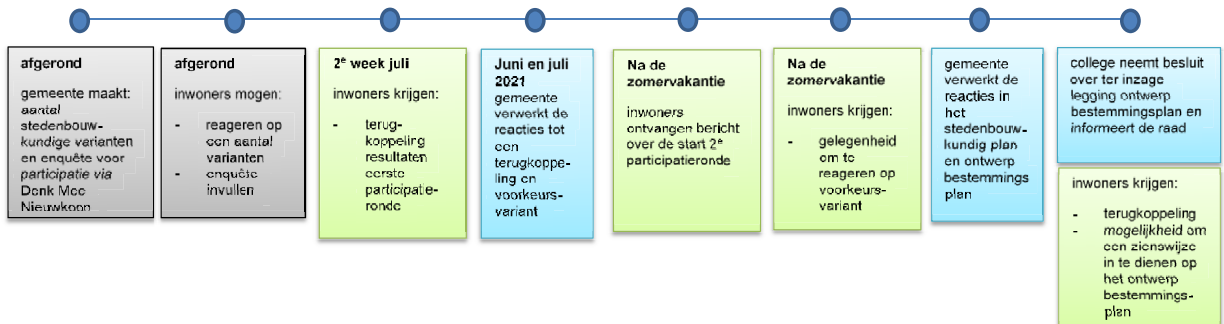 afgerond
gemeente maakt:
aantal
stedenbouw-
kundige varianten
en enquête voor
participatie via
Denk Mee
Nieuwkoop
afgerond
inwoners mogen:
- reageren op
een aantal
varianten
- enquête
invullen
2e week juli
inwoners krijgen:
- terug-
koppeling
resultaten
eerste
participatie-
ronde
Juni en juli
2021
gemeente
verwerkt de
reacties tot
een
terugkoppe-
ling en
voorkeurs-
variant
Na de
zomervakantie
inwoners
ontvangen bericht
over de start 2e
participatieronde
Na de
zomervakantie
inwoners krijgen:
- gelegenheid
om te
reageren op
voorkeurs-
variant
gemeente
verwerkt de
reacties in
het
stedenbouw-
kundig plan
en ontwerp
bestemmings
plan
college neemt besluit
over ter inzage
legging ontwerp
bestemmingsplan en
informeert de raad
inwoners krijgen:
- terugkoppeling
- mogelijkheid om
een zienswijze
in te dienen op
het ontwerp
bestemmings-
plan